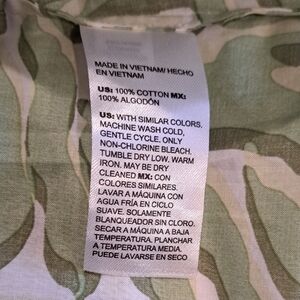 MADE IN VIETNAM/ HECHO
EN VIETNAM
US: 100% COTTON MX:
100% ALGODÓN
US: WITH SIMILAR COLORS,
MACHINE WASH COLD,
GENTLE CYCLE. ONLY
NON-CHLORINE BLEACH.
TUMBLE DRY LOW. WARM
IRON. MAY BE DRY
CLEANED MX: CON
COLORES SIMILARES.
LAVAR A MÁQUINA CON
AGUA FRÍA EN CICLO
SUAVE. SOLAMENTE
BLANQUEAR SIN CLORO.
SECAR A MÁQUINA A BAJA
TEMPERATURA. PLANCHAR
A TEMPERATURA MEDIA.
PUEDE LAVARSE EN SECO